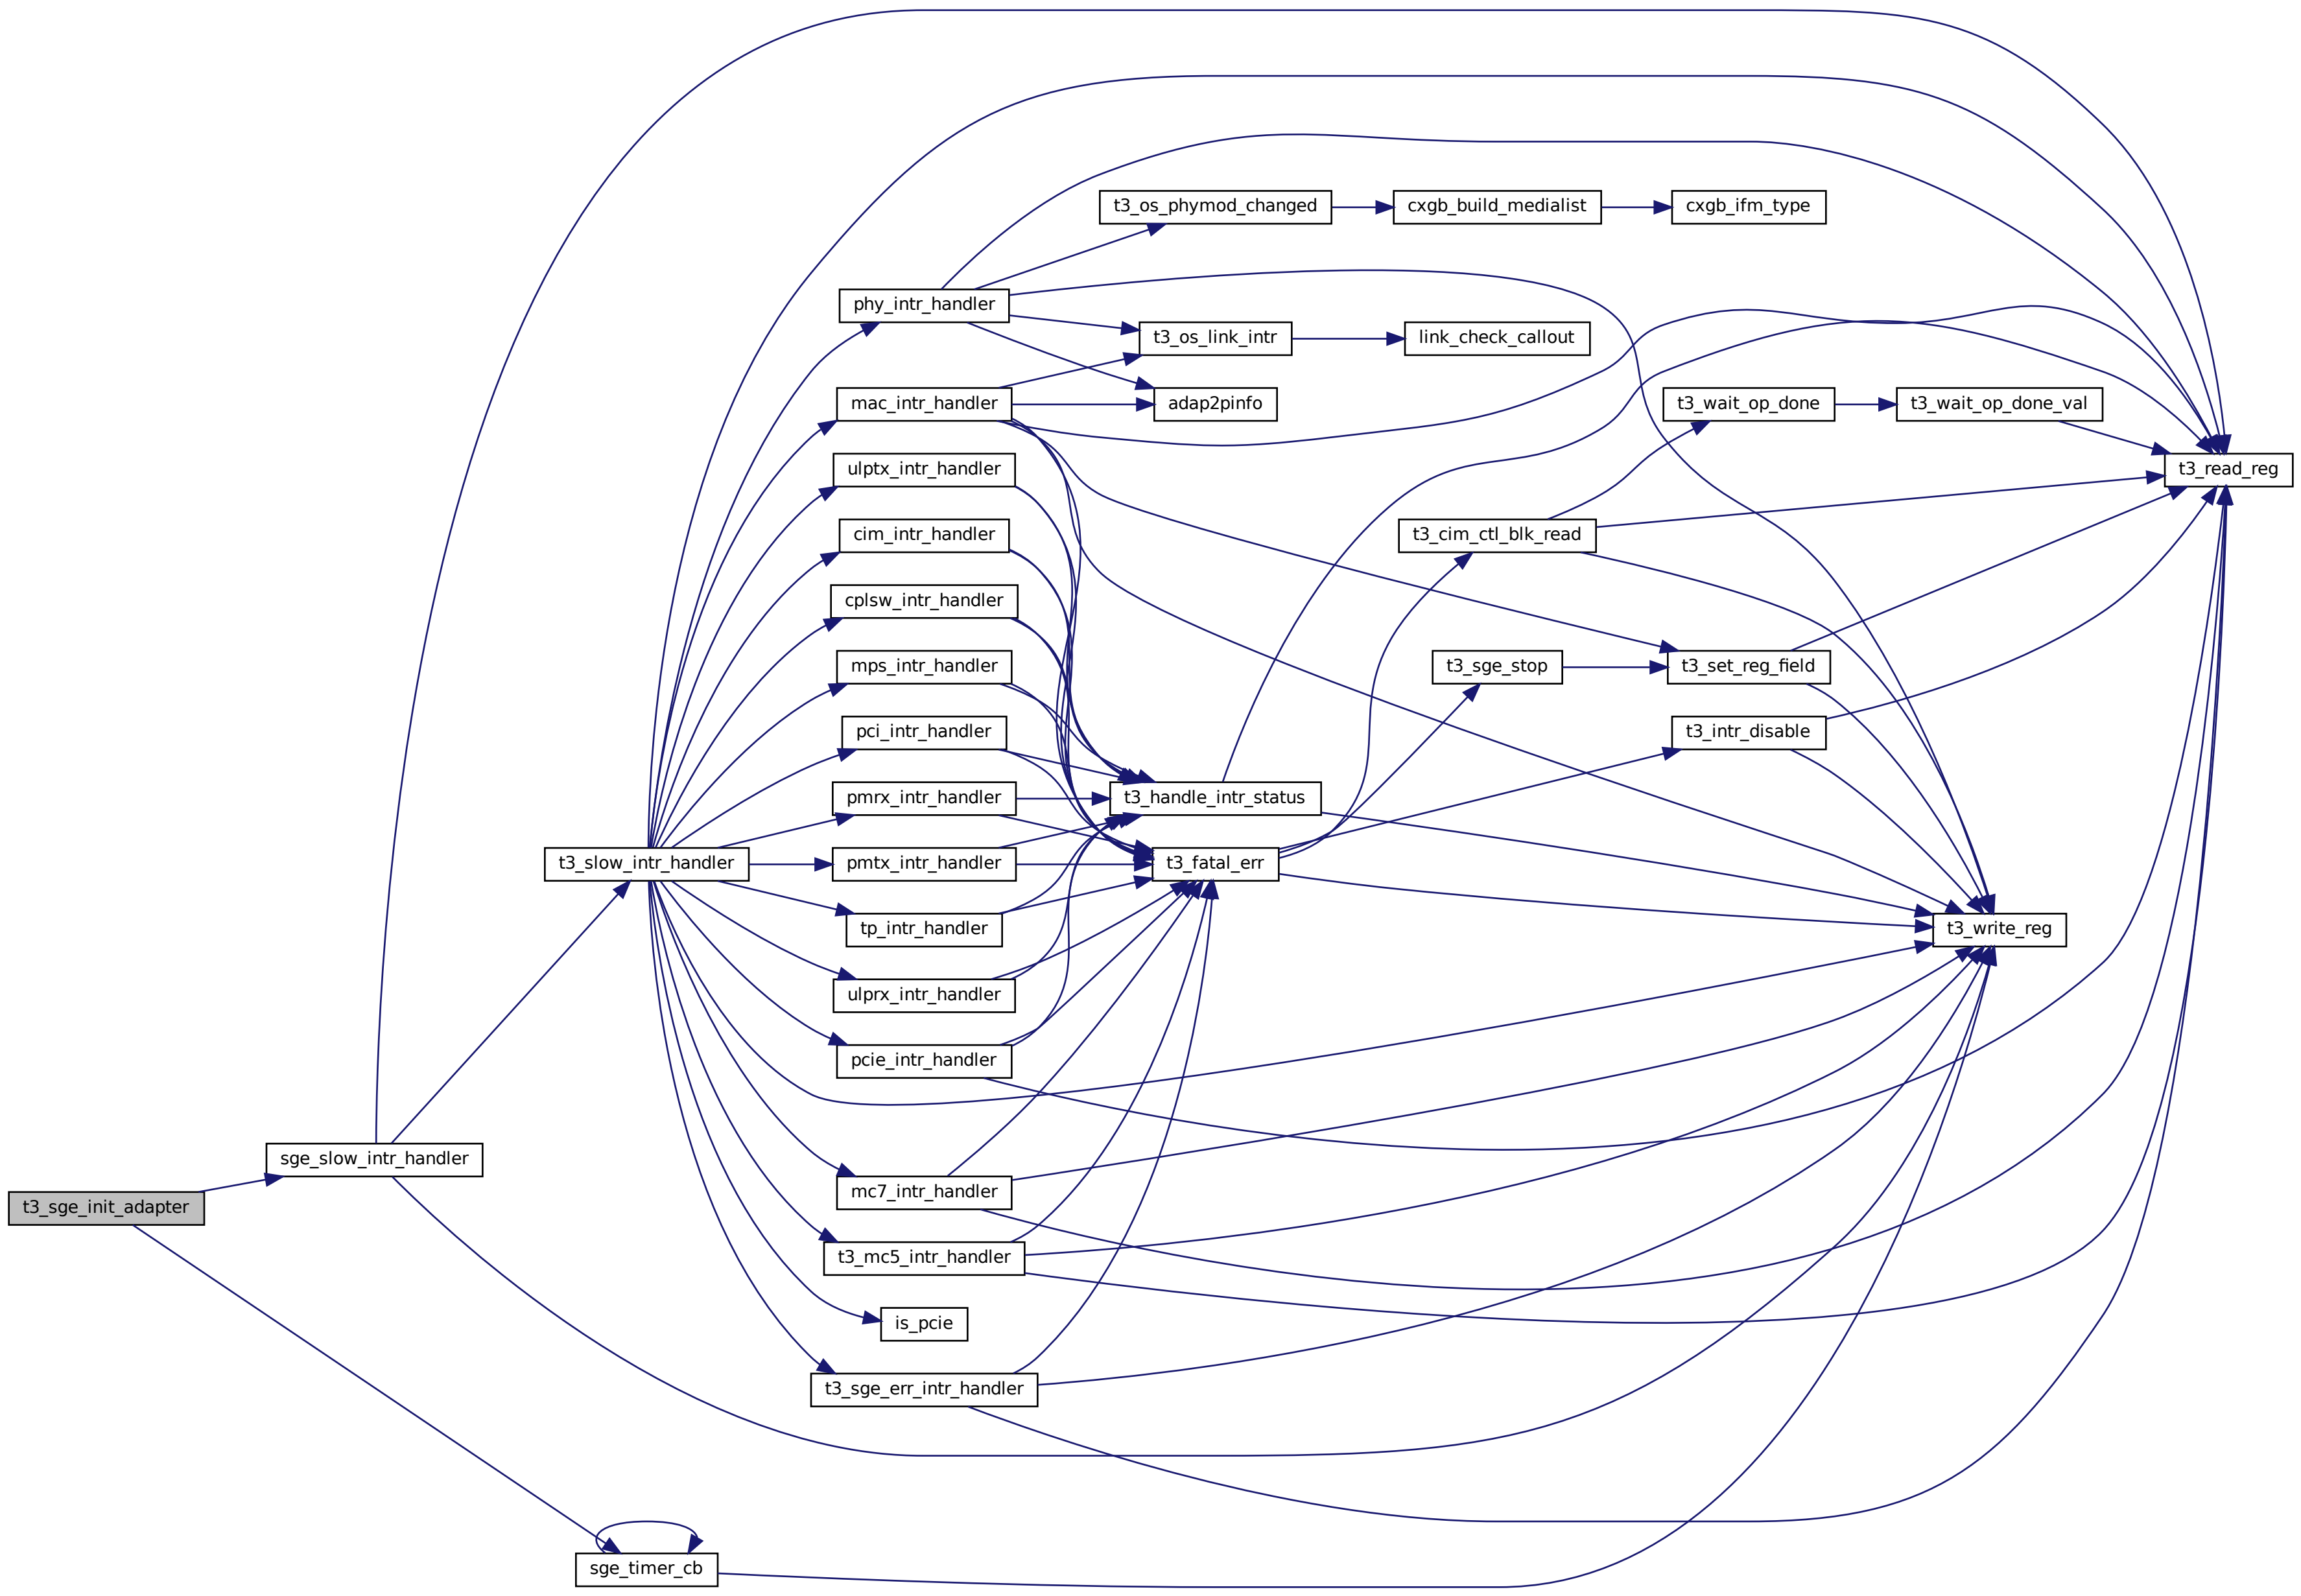 t3_os_phymod_changed
cxgb_build_medialist
cxgb_ifm_type
phy_intr_handler
t3_os_link_intr
link_check_callout
mac_intr_handler
adap2pinfo
t3_wait_op_done
t3_wait_op_done_val
ulptx_intr_handler
t3_read_reg
cim_intr_handler
t3_cim_ctl_blk_read
cplsw_intr_handler
mps_intr_handler
t3_sge_stop
t3_set_reg_field
pci_intr_handler
t3_intr_disable
pmrx_intr_handler
t3_handle_intr_status
t3_slow_intr_handler
pmtx_intr_handler
t3_fatal_err
tp_intr_handler
t3_write_reg
ulprx_intr_handler
pcie_intr_handler
sge_slow_intr_handler
mc7_intr_handler
t3_sge_init_adapter
t3_mc5_intr_handler
is_pcie
t3_sge_err_intr_handler
sge_timer_cb